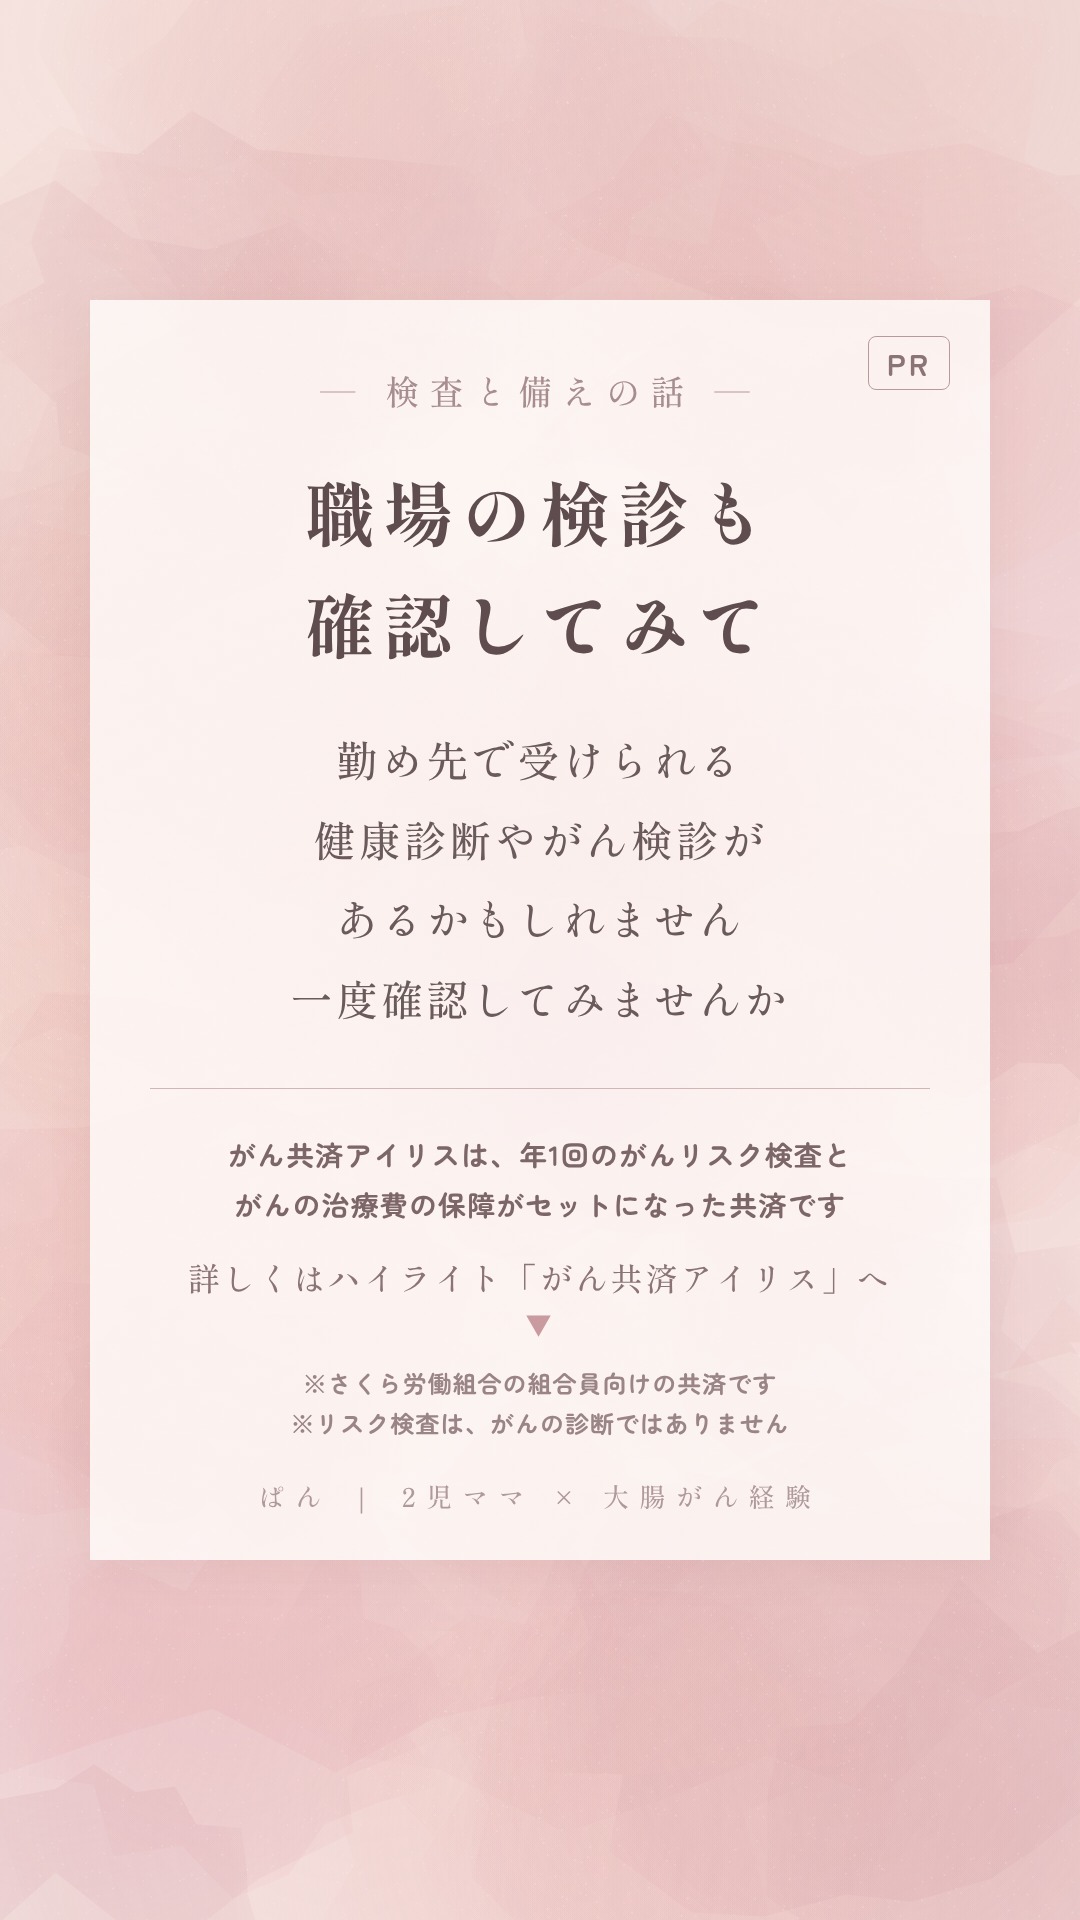 PR
— 検査と備えの話 —
職場の検診も
確認してみて
勤め先で受けられる
健康診断やがん検診が
あるかもしれません
一度確認してみませんか
がん共済アイリスは、年1回のがんリスク検査と
がんの治療費の保障がセットになった共済です
詳しくはハイライト「がん共済アイリス」へ
▼
※さくら労働組合の組合員向けの共済です
※リスク検査は、がんの診断ではありません
ぱん | 2児ママ × 大腸がん経験